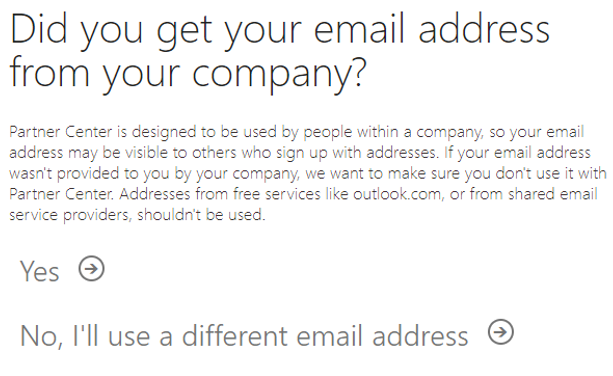 Did you get your email address
from your company?
Partner Center is designed to be used by people within a company, so your email
address may be visible to others who sign up with addresses. If your email address
wasn't provided to you by your company, we want to make sure you don't use it with
Partner Center. Addresses from free services like outlook.com, or from shared email
service providers, shouldn't be used.
Yes
No, I'll use a different email address